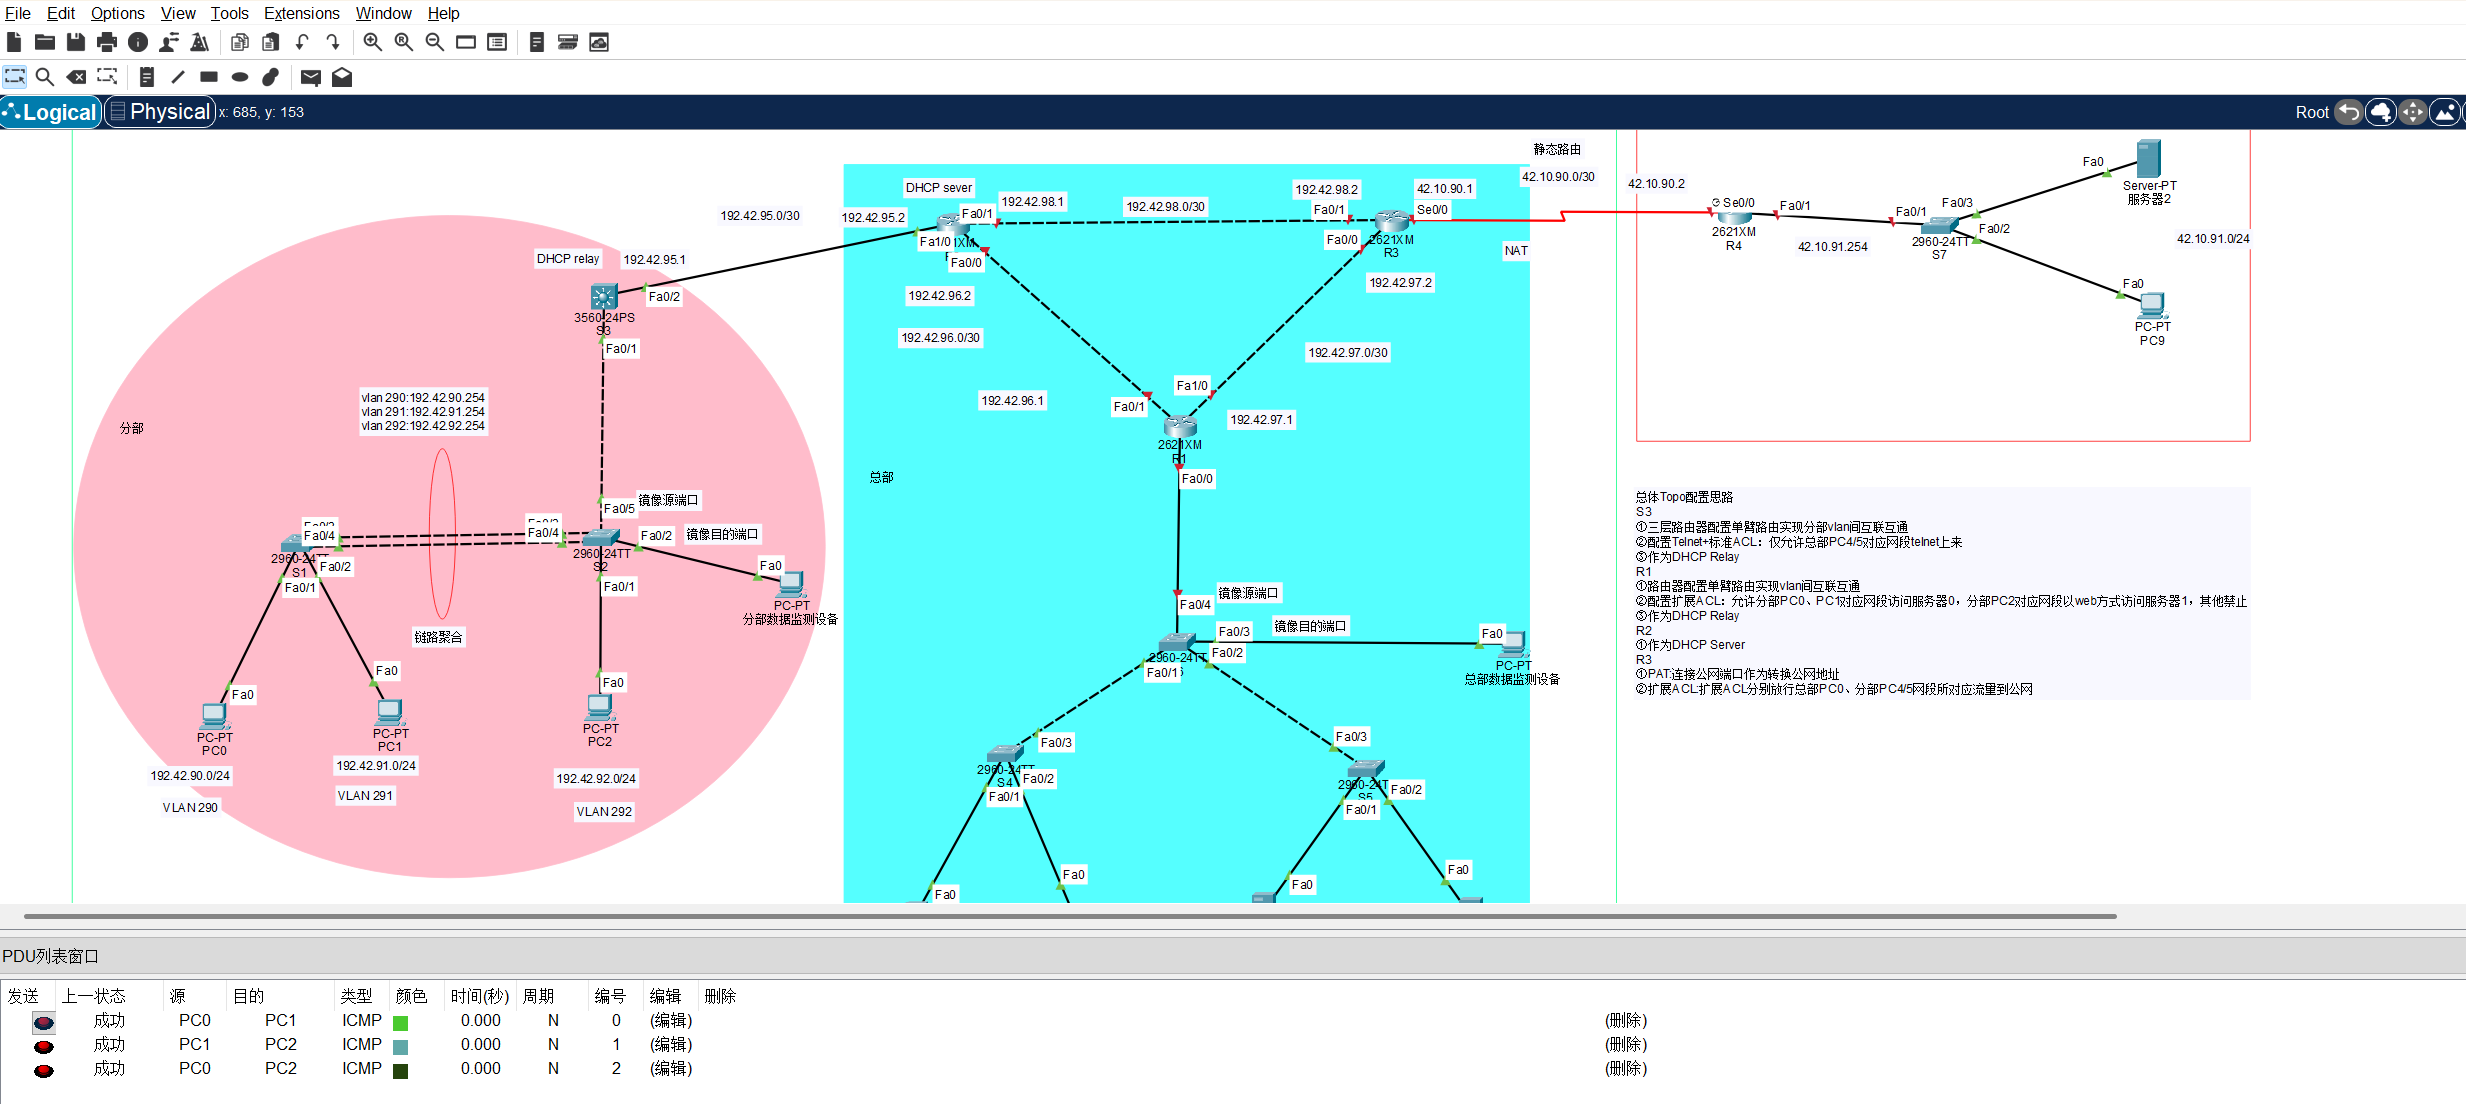 File Edit Options View Tools Extensions Window Help
Logical Physical x: 685, y: 153
Root
静态路由
42.10.90.0/30
DHCP sever
192.42.98.1
192.42.98.0/30
192.42.98.2
42.10.90.1
42.10.90.2
192.42.95.0/30
192.42.95.2
Fa0/1
Fa1/0
Fa0/0
Fa0/1
Se0/0
Fa0/0
2621XM
R3
NAT
Se0/0
2621XM
R4
Fa0/1
42.10.91.254
Fa0/1
Fa0/3
Fa0/2
2960-24TT
S7
Fa0
Server-PT
服务器2
42.10.91.0/24
Fa0
PC-PT
PC9
DHCP relay
192.42.95.1
Fa0/2
3560-24PS
S3
Fa0/1
192.42.96.2
192.42.96.0/30
192.42.96.1
192.42.97.2
192.42.97.0/30
192.42.97.1
Fa1/0
Fa0/1
2621XM
R1
Fa0/0
vlan 290:192.42.90.254
vlan 291:192.42.91.254
vlan 292:192.42.92.254
分部
总部
镜像源端口
Fa0/5
Fa0/4
Fa0/4
2960-24TT
S2
Fa0/2
镜像目的端口
S1
Fa0/2
Fa0/1
Fa0/1
Fa0
PC-PT
分部数据监测设备
链路聚合
Fa0
Fa0
Fa0
PC-PT
PC0
PC-PT
PC1
PC-PT
PC2
192.42.90.0/24
192.42.91.0/24
192.42.92.0/24
VLAN 290
VLAN 291
VLAN 292
Fa0/4
镜像源端口
Fa0/3
镜像目的端口
Fa0/2
2960-24TT
Fa0/1
Fa0
PC-PT
总部数据监测设备
Fa0/3
Fa0/3
2960-24TT
S4
Fa0/2
Fa0/1
2960-24TT
S5
Fa0/2
Fa0/1
Fa0
Fa0
Fa0
Fa0
总体Topo配置思路
S3
①三层路由器配置单臂路由实现分部vlan间互联互通
②配置Telnet+标准ACL：仅允许总部PC4/5对应网段telnet上来
③作为DHCP Relay
R1
①路由器配置单臂路由实现vlan间互联互通
②配置扩展ACL：允许分部PC0、PC1对应网段访问服务器0，分部PC2对应网段以web方式访问服务器1，其他禁止
③作为DHCP Relay
R2
①作为DHCP Server
R3
①PAT:连接公网端口作为转换公网地址
②扩展ACL:扩展ACL分别放行总部PC0、分部PC4/5网段所对应流量到公网
PDU列表窗口
发送 上一状态 源 目的 类型 颜色 时间(秒) 周期 编号 编辑 删除
成功 PC0 PC1 ICMP 0.000 N 0 (编辑) (删除)
成功 PC1 PC2 ICMP 0.000 N 1 (编辑) (删除)
成功 PC0 PC2 ICMP 0.000 N 2 (编辑) (删除)